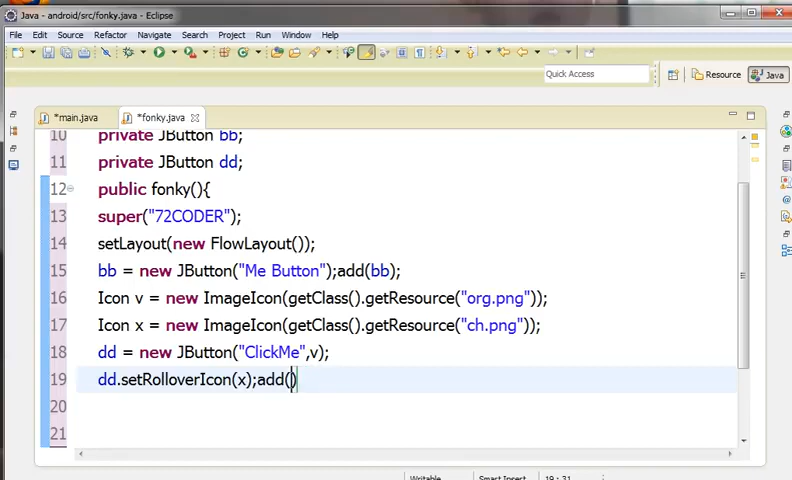 Java - android/src/fonky.java - Eclipse
File Edit Source Refactor Navigate Search Project Run Window Help
Quick Access Resource Java
*main.java *fonky.java
10 private JButton bb;
11 private JButton dd;
12 public fonky(){
13 super("72CODER");
14 setLayout(new FlowLayout());
15 bb = new JButton("Me Button");add(bb);
16 Icon v = new ImageIcon(getClass().getResource("org.png"));
17 Icon x = new ImageIcon(getClass().getResource("ch.png"));
18 dd = new JButton("ClickMe",v);
19 dd.setRolloverIcon(x);add()
20
21
Writable Smart Insert 19 : 31